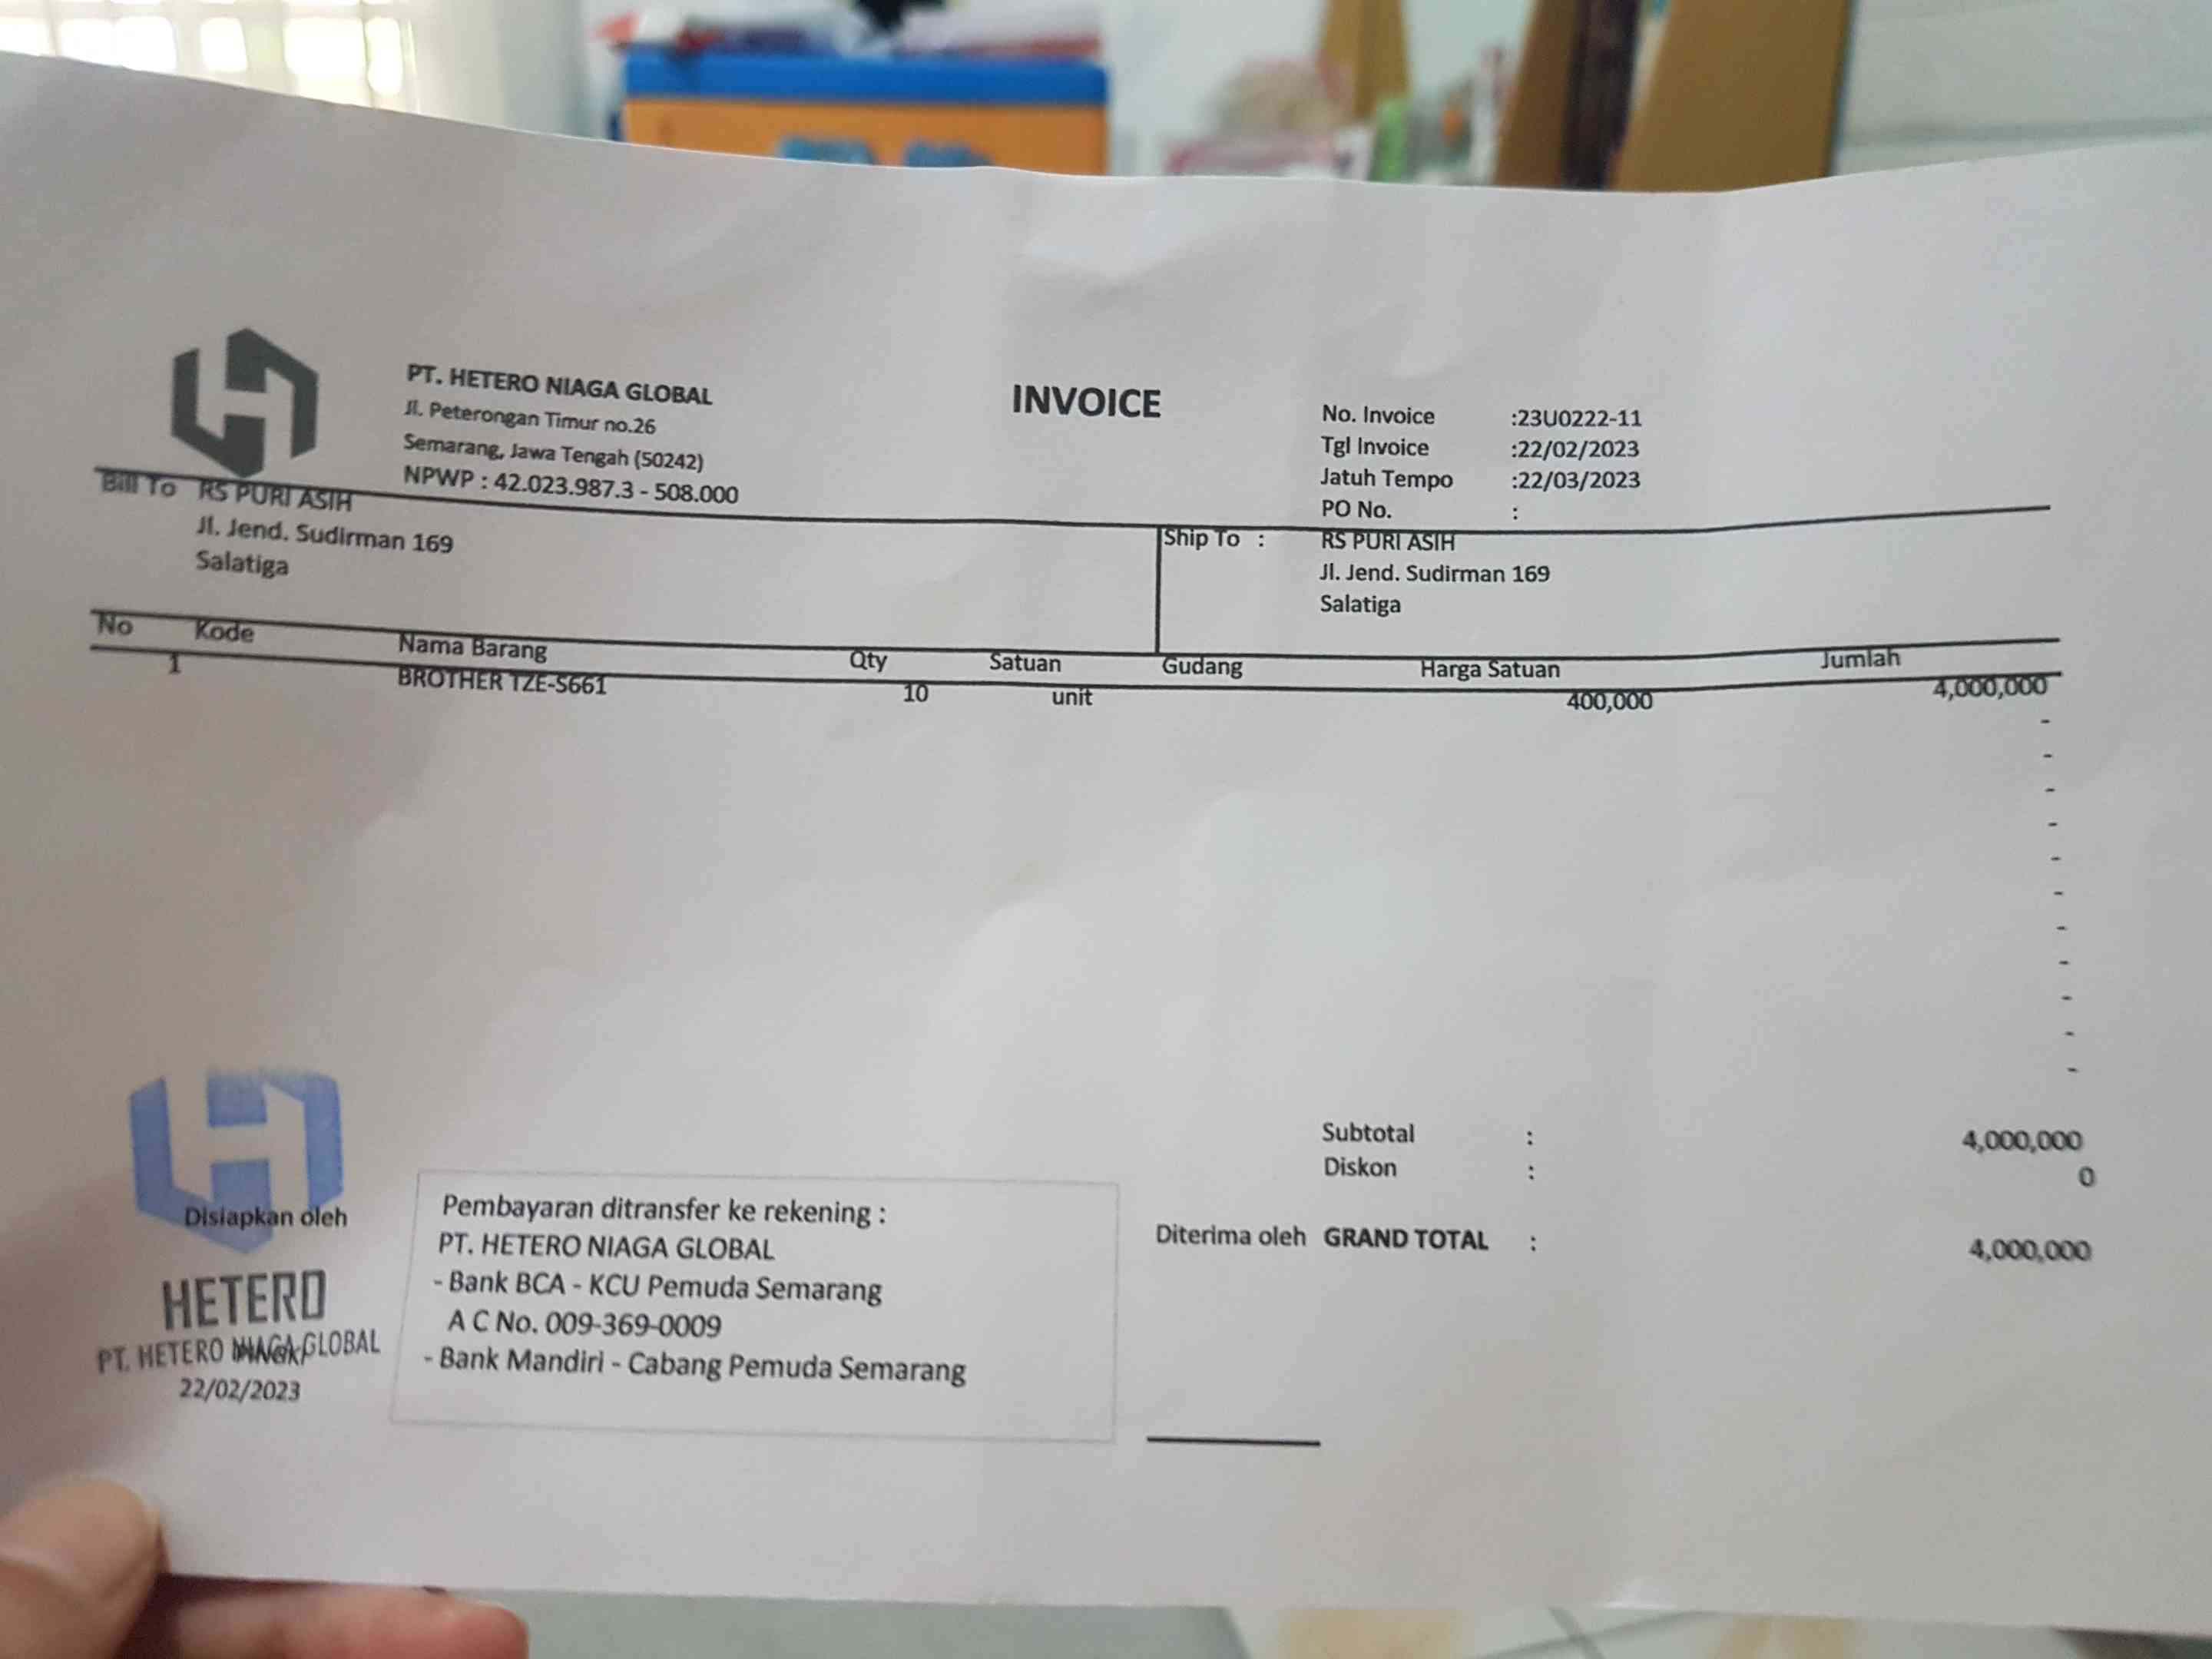 PT. HETERO NIAGA GLOBAL
Jl. Peterongan Timur no.26
Semarang, Jawa Tengah (50242)
NPWP : 42.023.987.3 - 508.000
INVOICE
No. Invoice :23U0222-11
Tgl Invoice :22/02/2023
Jatuh Tempo :22/03/2023
PO No. :
Bill To RS PURI ASIH
Jl. Jend. Sudirman 169
Salatiga
Ship To : RS PURI ASIH
Jl. Jend. Sudirman 169
Salatiga
No Kode Nama Barang Qty Satuan Gudang Harga Satuan Jumlah
1 BROTHER TZE-S661 10 unit 400,000 4,000,000
-
-
-
-
-
-
-
-
-
-
-
Subtotal : 4,000,000
Diskon : 0
Diterima oleh GRAND TOTAL : 4,000,000
Disiapkan oleh
HETERO
PT. HETERO NIAGA GLOBAL
22/02/2023
Pembayaran ditransfer ke rekening :
PT. HETERO NIAGA GLOBAL
- Bank BCA - KCU Pemuda Semarang
A C No. 009-369-0009
- Bank Mandiri - Cabang Pemuda Semarang